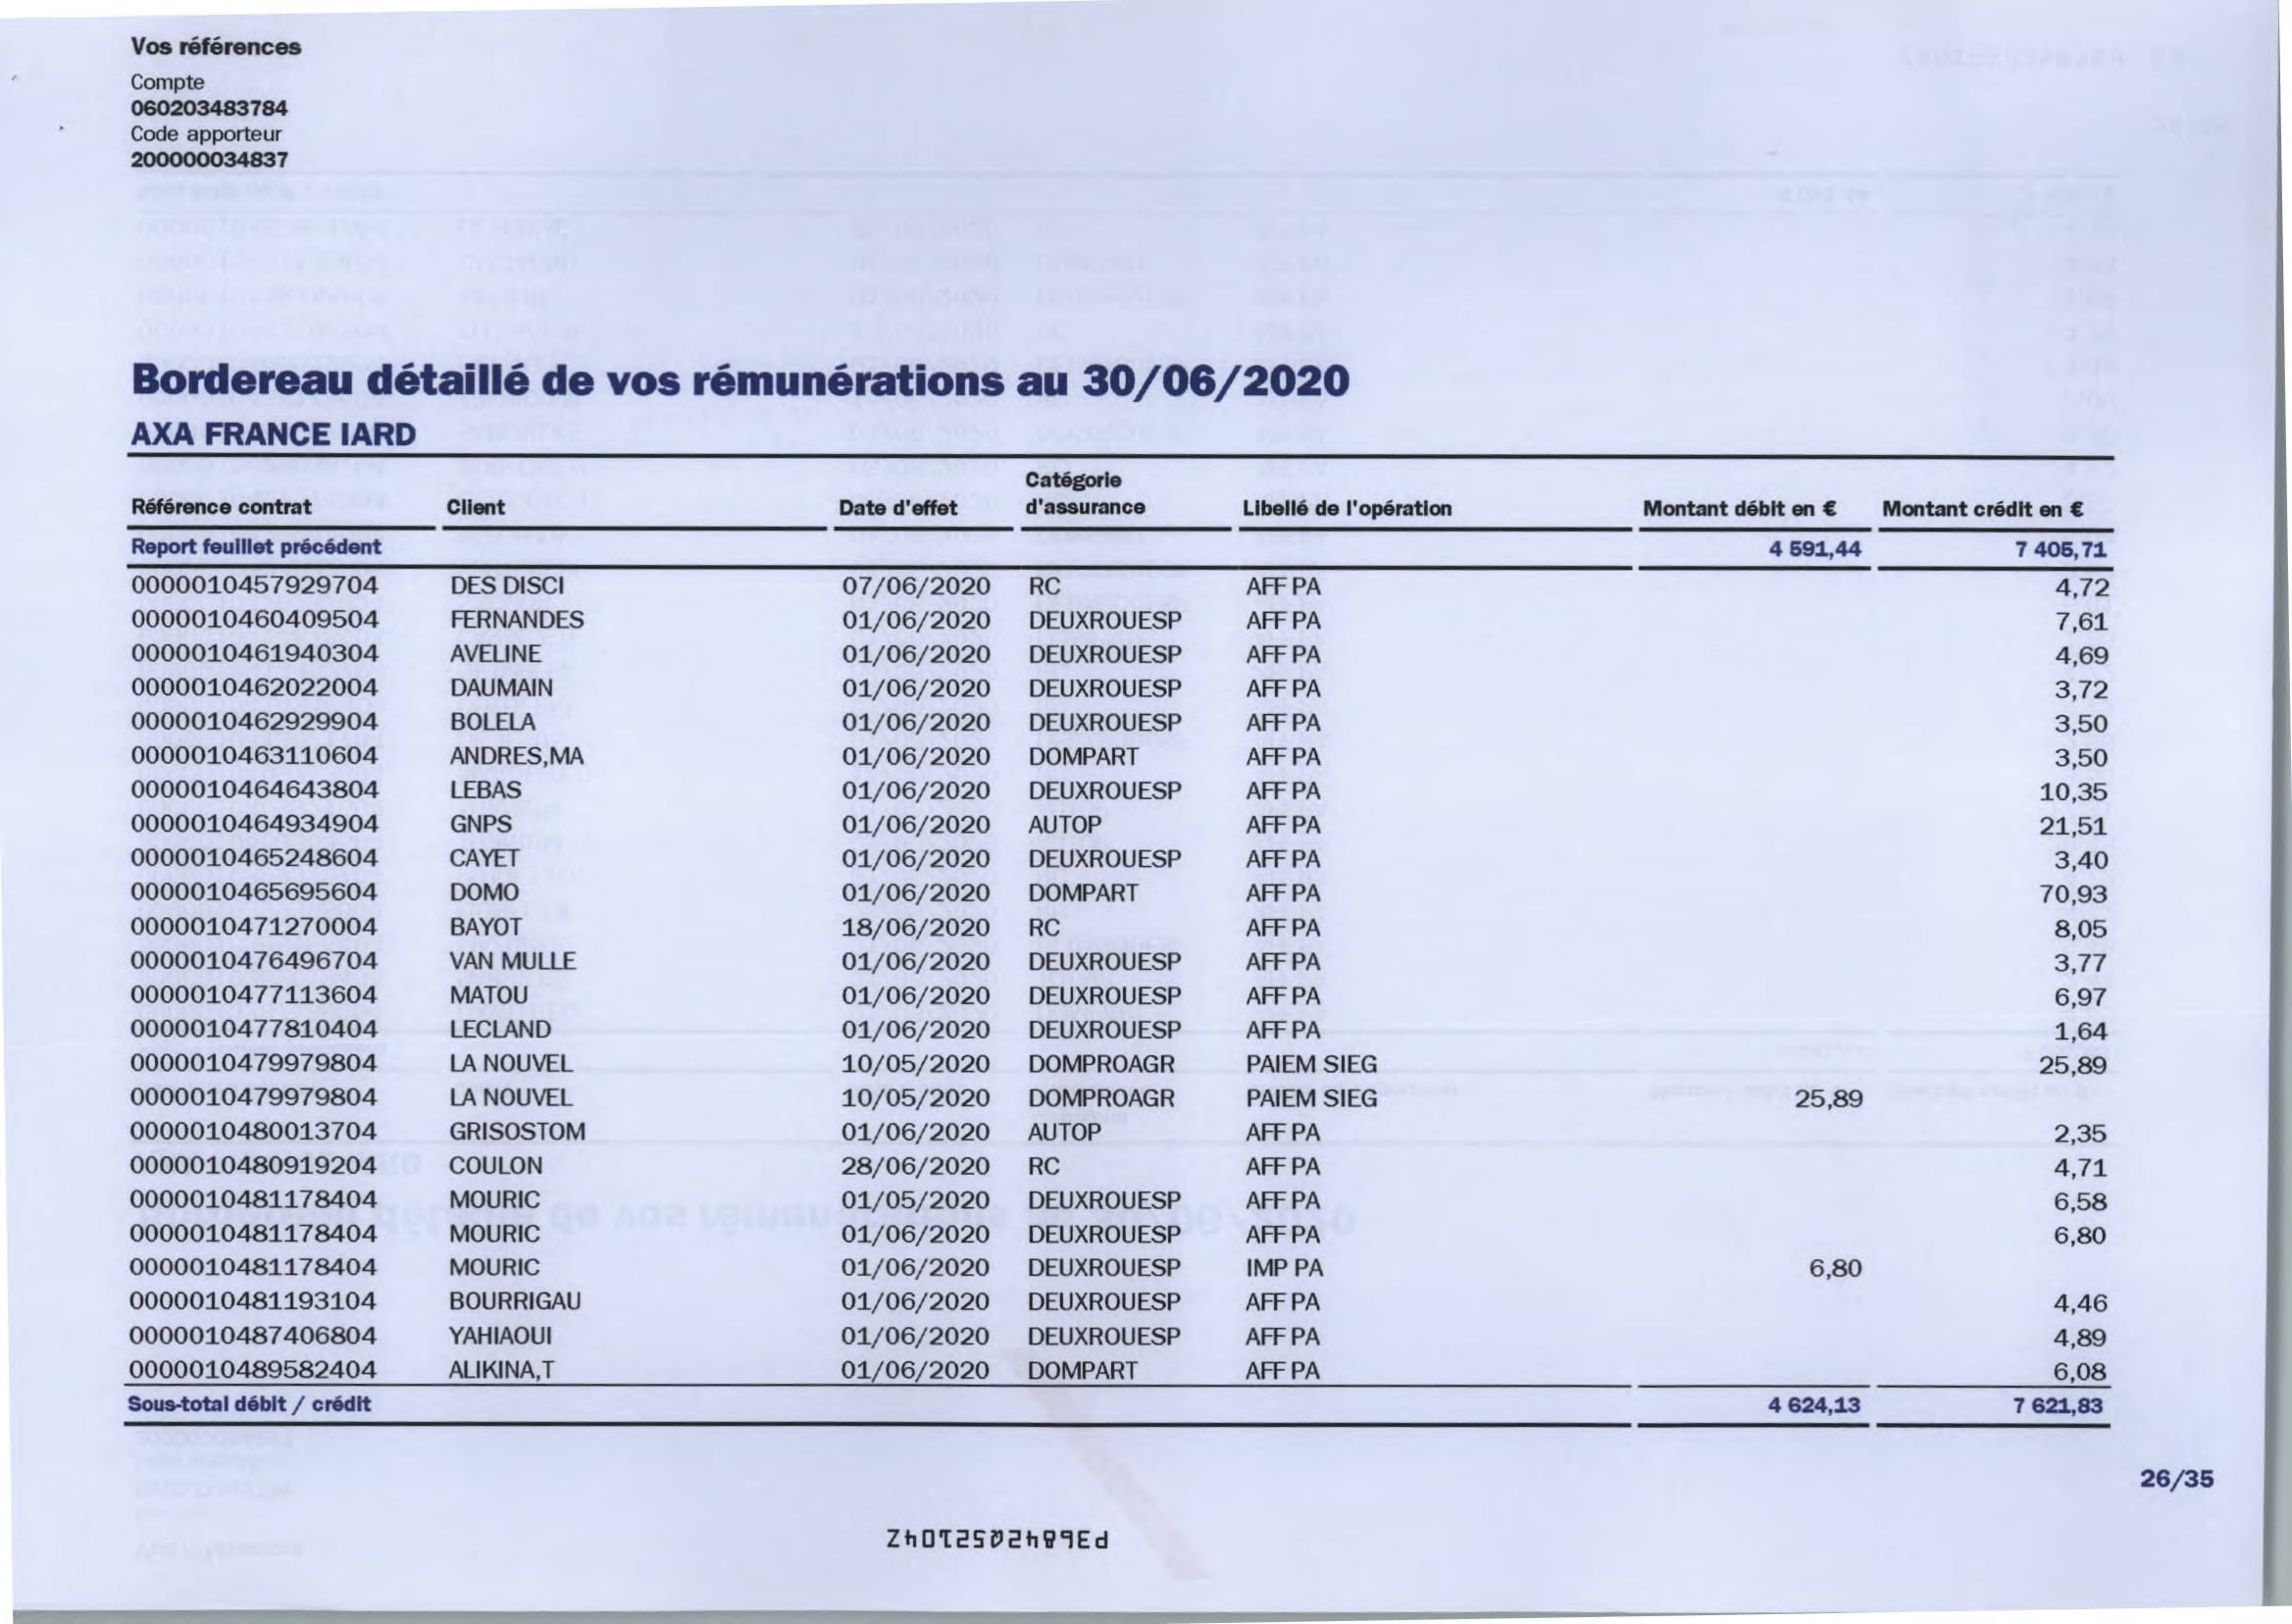 Vos références
Compte
060203483784
Code apporteur
200000034837
Bordereau détaillé de vos rémunérations au 30/06/2020
AXA FRANCE IARD
Référence contrat Client Date d'effet Catégorie d'assurance Libellé de l'opération Montant débit en € Montant crédit en €
Report feuillet précédent 4 591,44 7 405,71
0000010457929704 DES DISCI 07/06/2020 RC AFF PA 4,72
0000010460409504 FERNANDES 01/06/2020 DEUXROUESP AFF PA 7,61
0000010461940304 AVELINE 01/06/2020 DEUXROUESP AFF PA 4,69
0000010462022004 DAUMAIN 01/06/2020 DEUXROUESP AFF PA 3,72
0000010462929904 BOLELA 01/06/2020 DEUXROUESP AFF PA 3,50
0000010463110604 ANDRES,MA 01/06/2020 DOMPART AFF PA 3,50
0000010464643804 LEBAS 01/06/2020 DEUXROUESP AFF PA 10,35
0000010464934904 GNPS 01/06/2020 AUTOP AFF PA 21,51
0000010465248604 CAYET 01/06/2020 DEUXROUESP AFF PA 3,40
0000010465695604 DOMO 01/06/2020 DOMPART AFF PA 70,93
0000010471270004 BAYOT 18/06/2020 RC AFF PA 8,05
0000010476496704 VAN MULLE 01/06/2020 DEUXROUESP AFF PA 3,77
0000010477113604 MATOU 01/06/2020 DEUXROUESP AFF PA 6,97
0000010477810404 LECLAND 01/06/2020 DEUXROUESP AFF PA 1,64
0000010479979804 LA NOUVEL 10/05/2020 DOMPROAGR PAIEM SIEG 25,89
0000010479979804 LA NOUVEL 10/05/2020 DOMPROAGR PAIEM SIEG 25,89
0000010480013704 GRISOSTOM 01/06/2020 AUTOP AFF PA 2,35
0000010480919204 COULON 28/06/2020 RC AFF PA 4,71
0000010481178404 MOURIC 01/05/2020 DEUXROUESP AFF PA 6,58
0000010481178404 MOURIC 01/06/2020 DEUXROUESP AFF PA 6,80
0000010481178404 MOURIC 01/06/2020 DEUXROUESP IMP PA 6,80
0000010481193104 BOURRIGAU 01/06/2020 DEUXROUESP AFF PA 4,46
0000010487406804 YAHIAOUI 01/06/2020 DEUXROUESP AFF PA 4,89
0000010489582404 ALIKINA,T 01/06/2020 DOMPART AFF PA 6,08
Sous-total débit / crédit 4 624,13 7 621,83
26/35